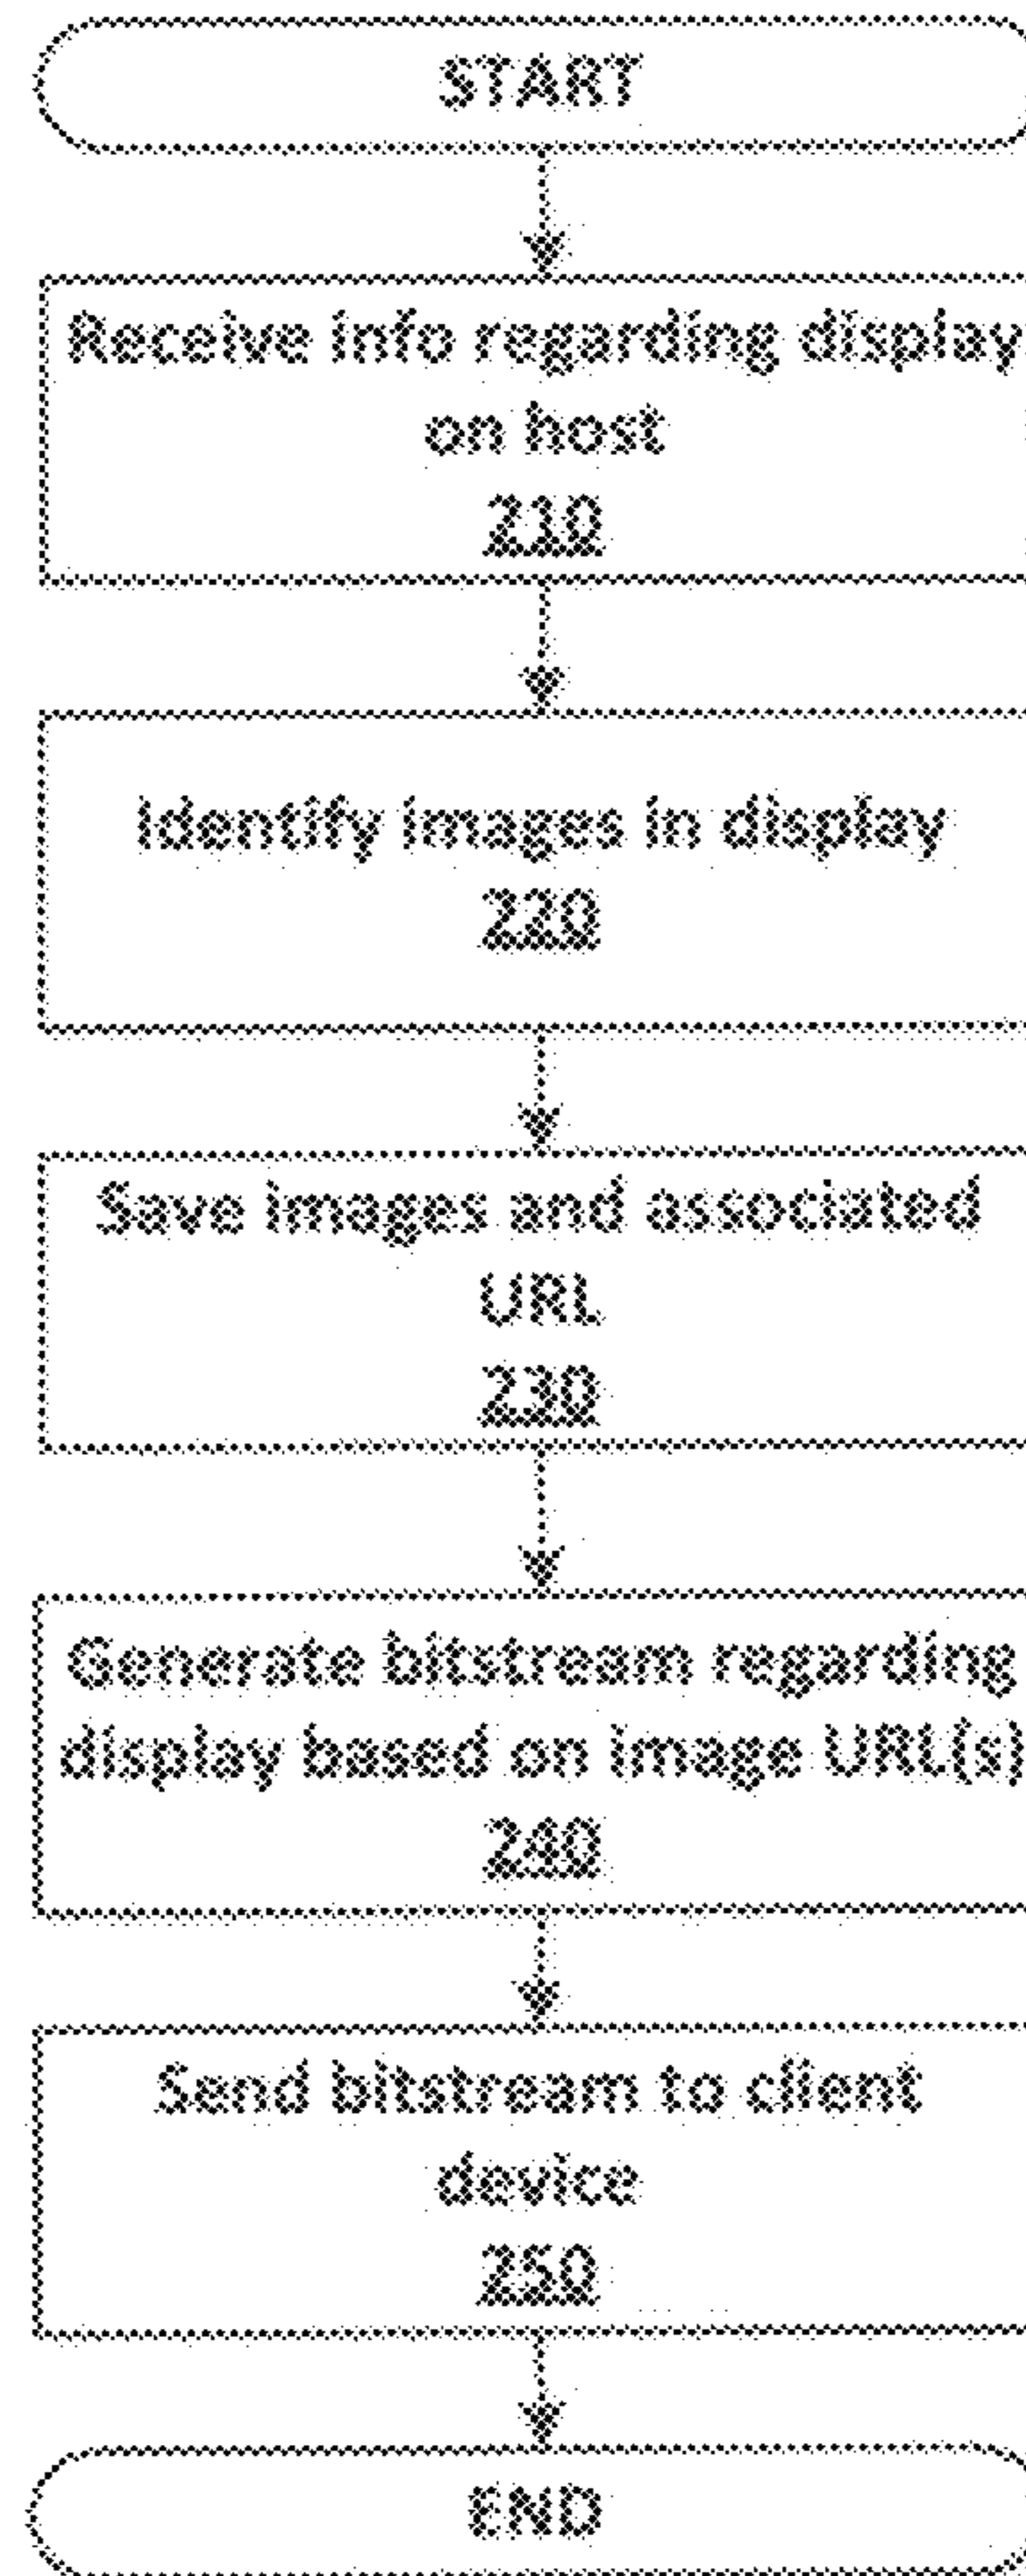 START
Receive info regarding display
on host
210
Identify images in display
220
Save images and associated
URL
230
Generate bitstream regarding
display based on image URL(s)
240
Send bitstream to client
device
250
END